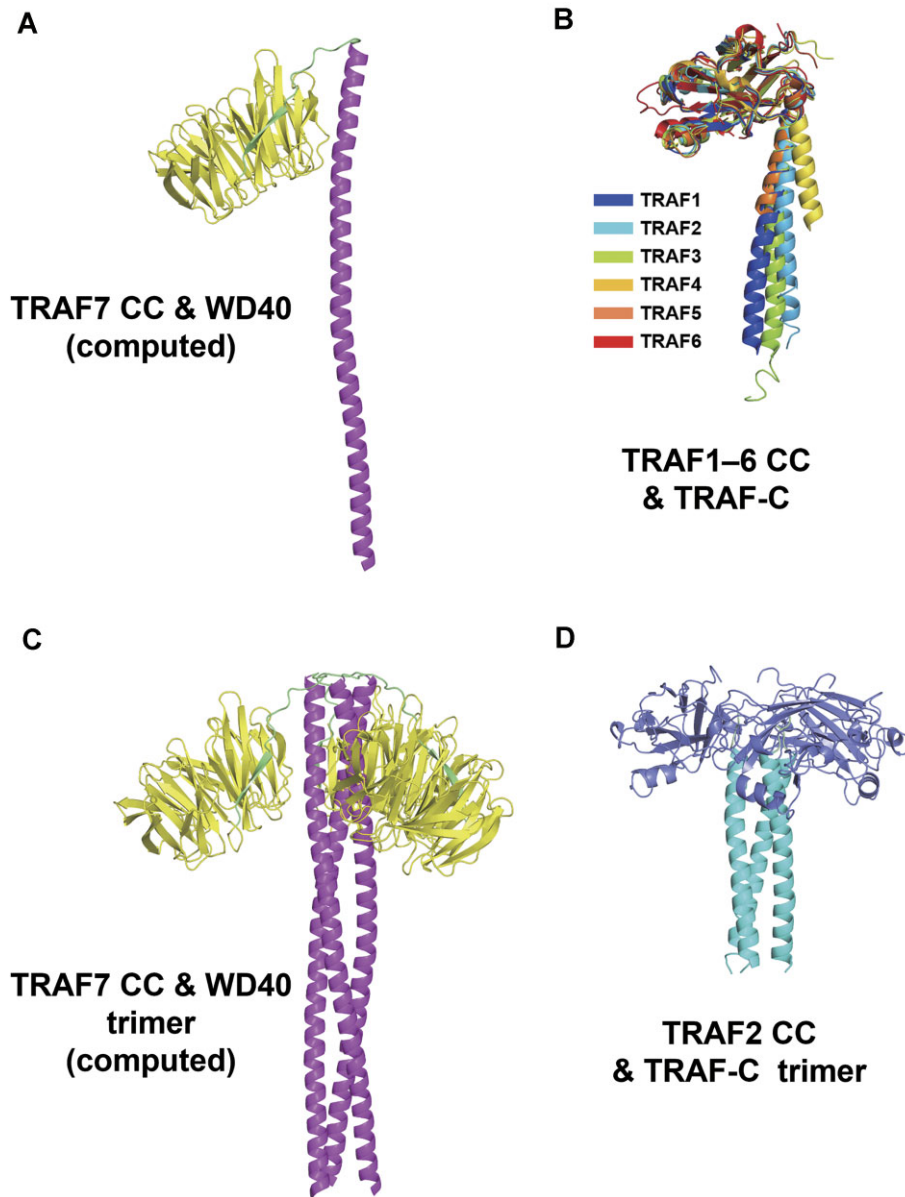 A
TRAF7 CC & WD40
(computed)
B
TRAF1
TRAF2
TRAF3
TRAF4
TRAF5
TRAF6
TRAF1–6 CC
& TRAF-C
C
TRAF7 CC & WD40
trimer
(computed)
D
TRAF2 CC
& TRAF-C trimer